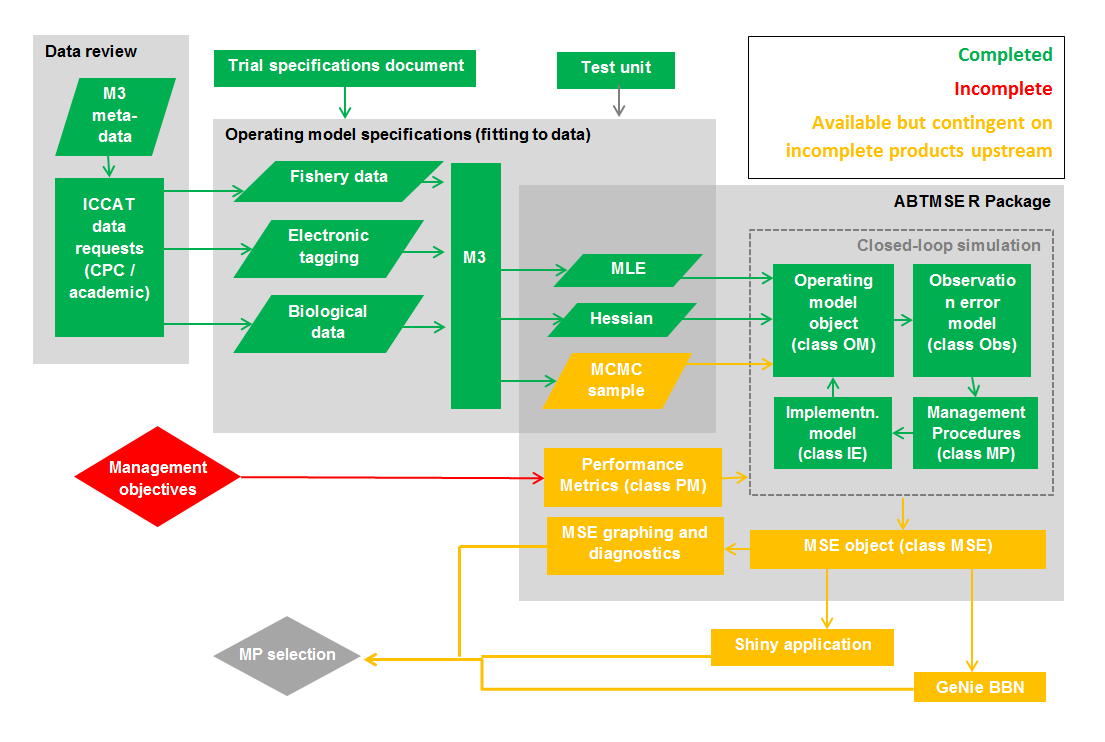 Data review
M3
meta-
data
ICCAT
data
requests
(CPC /
academic)
Trial specifications document
Test unit
Completed
Incomplete
Available but contingent on
incomplete products upstream
Operating model specifications (fitting to data)
Fishery data
Electronic
tagging
Biological
data
M3
ABTMSE R Package
MLE
Hessian
MCMC
sample
Closed-loop simulation
Operating
model
object
(class OM)
Observatio
n error
model
(class Obs)
Implementn.
model
(class IE)
Management
Procedures
(class MP)
Management
objectives
Performance
Metrics (class PM)
MSE graphing and
diagnostics
MSE object (class MSE)
MP selection
Shiny application
GeNie BBN